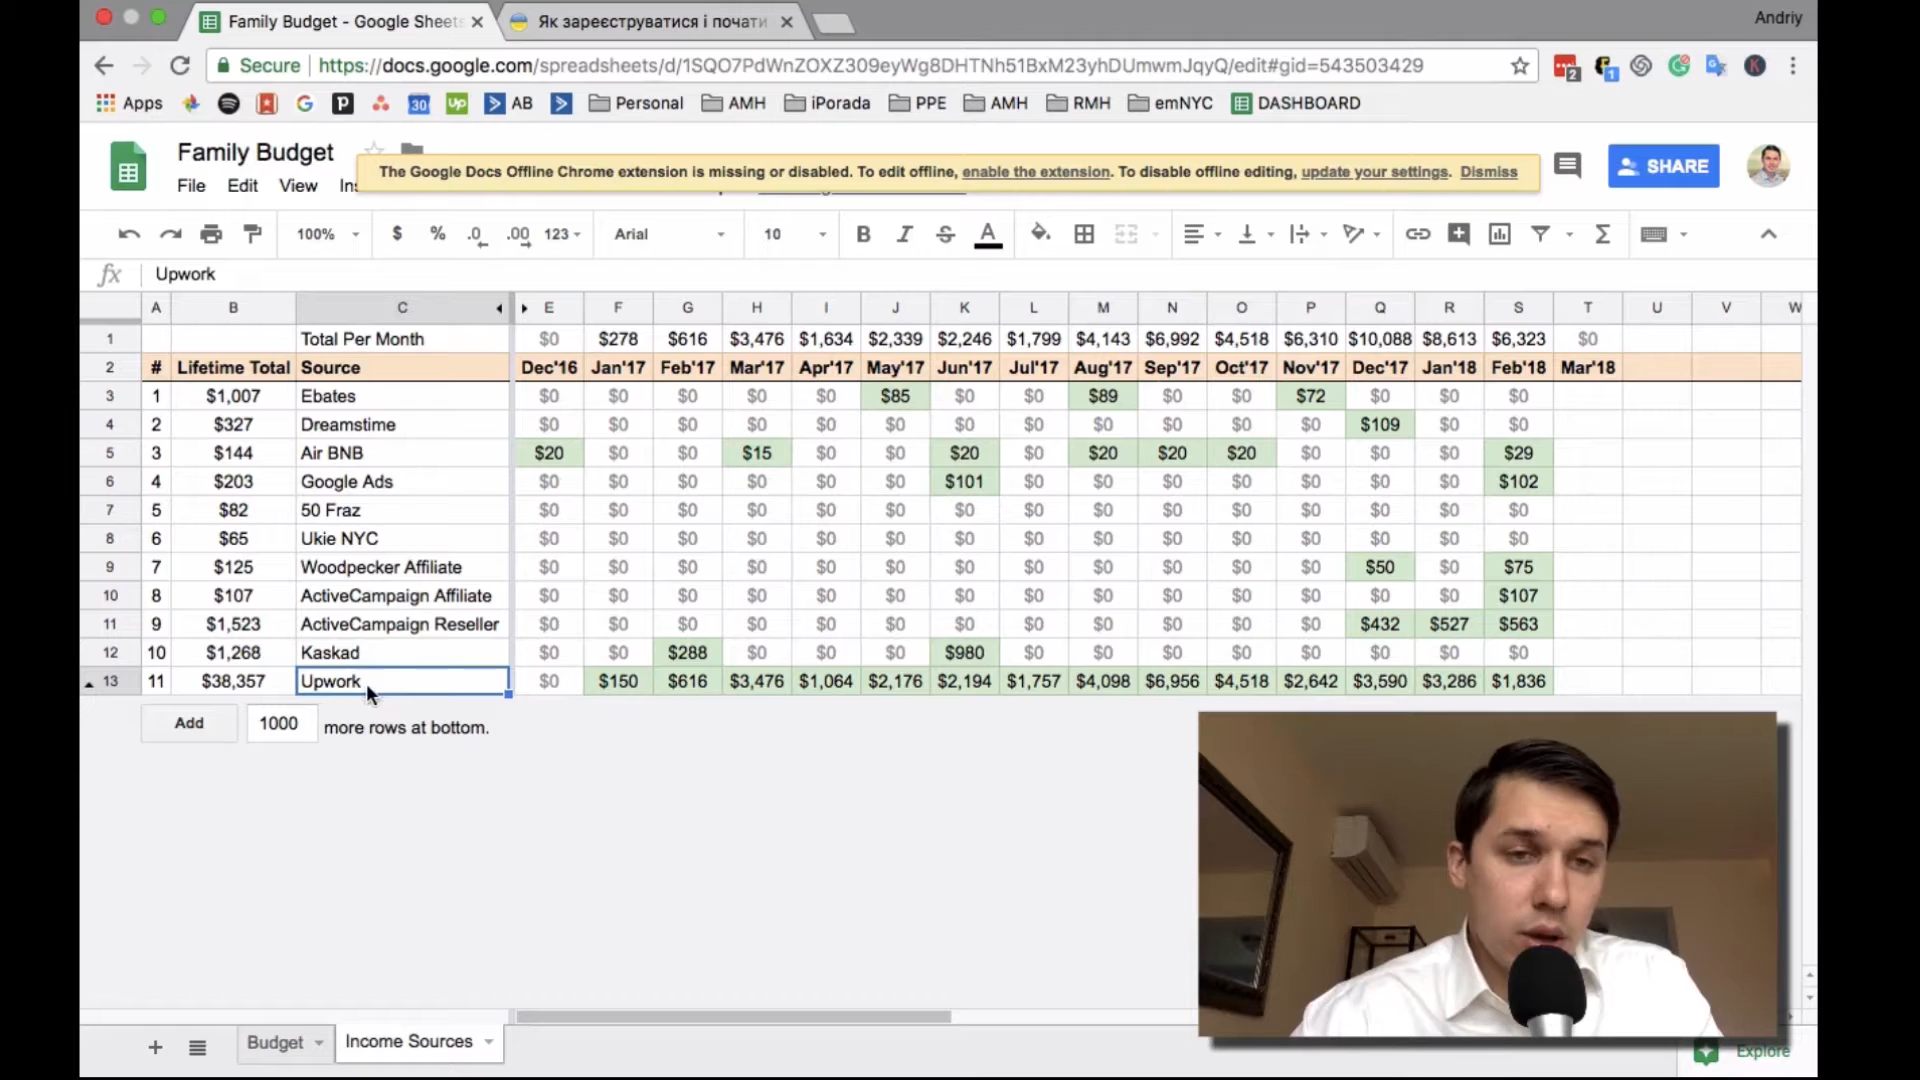 Family Budget - Google Sheets
Як зареєструватися і почати
Andriy
Secure https://docs.google.com/spreadsheets/d/1SQO7PdWnZOXZ309eyWg8DHTNh51BxM23yhDUmwmJqyQ/edit#gid=543503429
2 1 K
Apps G P 30 Up AB Personal AMH iPorada PPE AMH RMH emNYC DASHBOARD
Family Budget
The Google Docs Offline Chrome extension is missing or disabled. To edit offline, enable the extension. To disable offline editing, update your settings. Dismiss
SHARE
File Edit View
100% $ % .0 .00 123 Arial 10 B I S A Σ
fx Upwork
A B C E F G H I J K L M N O P Q R S T U V W
1 Total Per Month $0 $278 $616 $3,476 $1,634 $2,339 $2,246 $1,799 $4,143 $6,992 $4,518 $6,310 $10,088 $8,613 $6,323 $0
2 # Lifetime Total Source Dec'16 Jan'17 Feb'17 Mar'17 Apr'17 May'17 Jun'17 Jul'17 Aug'17 Sep'17 Oct'17 Nov'17 Dec'17 Jan'18 Feb'18 Mar'18
3 1 $1,007 Ebates $0 $0 $0 $0 $0 $85 $0 $0 $89 $0 $0 $72 $0 $0 $0
4 2 $327 Dreamstime $0 $0 $0 $0 $0 $0 $0 $0 $0 $0 $0 $0 $109 $0 $0
5 3 $144 Air BNB $20 $0 $0 $15 $0 $0 $20 $0 $20 $20 $20 $0 $0 $0 $29
6 4 $203 Google Ads $0 $0 $0 $0 $0 $0 $101 $0 $0 $0 $0 $0 $0 $0 $102
7 5 $82 50 Fraz $0 $0 $0 $0 $0 $0 $0 $0 $0 $0 $0 $0 $0 $0 $0
8 6 $65 Ukie NYC $0 $0 $0 $0 $0 $0 $0 $0 $0 $0 $0 $0 $0 $0 $0
9 7 $125 Woodpecker Affiliate $0 $0 $0 $0 $0 $0 $0 $0 $0 $0 $0 $0 $50 $0 $75
10 8 $107 ActiveCampaign Affiliate $0 $0 $0 $0 $0 $0 $0 $0 $0 $0 $0 $0 $0 $0 $107
11 9 $1,523 ActiveCampaign Reseller $0 $0 $0 $0 $0 $0 $0 $0 $0 $0 $0 $0 $432 $527 $563
12 10 $1,268 Kaskad $0 $0 $288 $0 $0 $0 $980 $0 $0 $0 $0 $0 $0 $0 $0
13 11 $38,357 Upwork $0 $150 $616 $3,476 $1,064 $2,176 $2,194 $1,757 $4,098 $6,956 $4,518 $2,642 $3,590 $3,286 $1,836
Add 1000 more rows at bottom.
Budget Income Sources
Explore